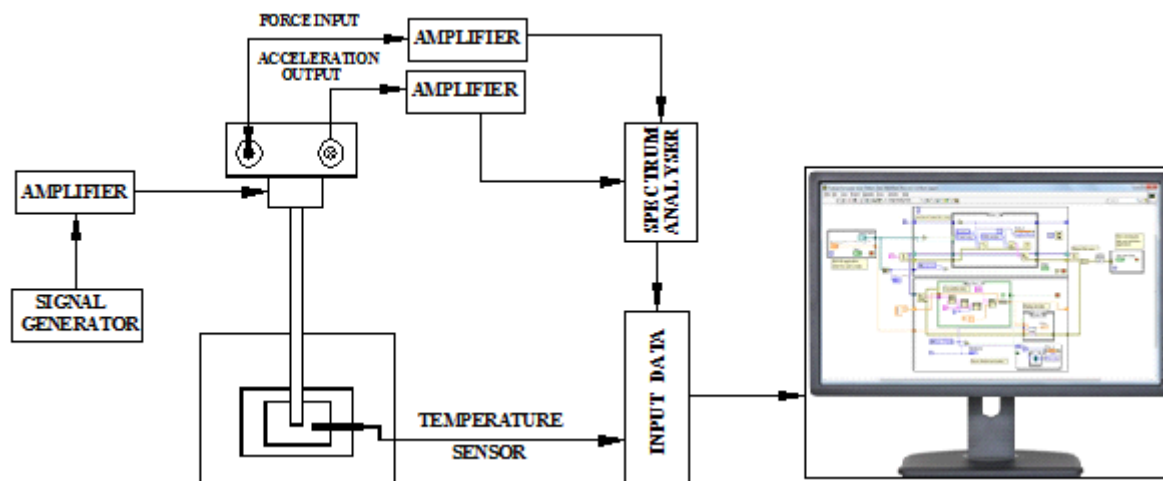 FORCE INPUT
AMPLIFIER
ACCELERATION
OUTPUT
AMPLIFIER
AMPLIFIER
SPECTRUM
ANALYSER
SIGNAL
GENERATOR
TEMPERATURE
SENSOR
INPUT DATA